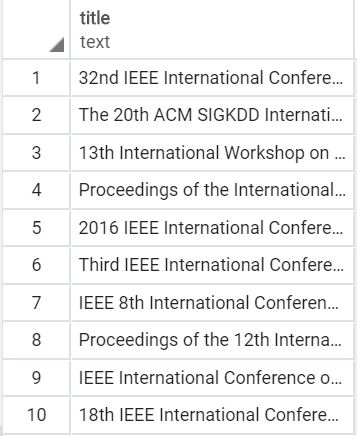 title
text
1 32nd IEEE International Confere...
2 The 20th ACM SIGKDD Internati...
3 13th International Workshop on ...
4 Proceedings of the International...
5 2016 IEEE International Confere...
6 Third IEEE International Confere...
7 IEEE 8th International Conferen...
8 Proceedings of the 12th Interna...
9 IEEE International Conference o...
10 18th IEEE International Confere...